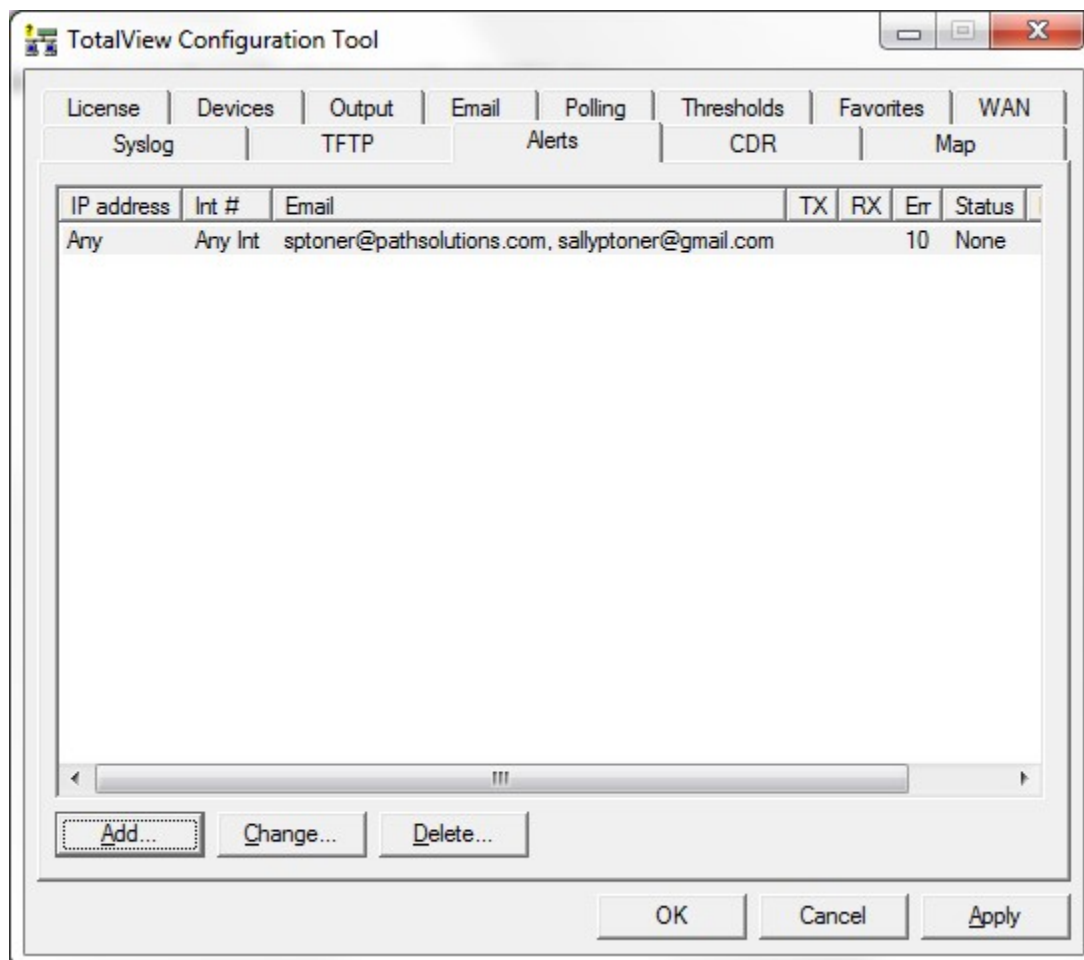 TotalView Configuration Tool
License Devices Output Email Polling Thresholds Favorites WAN
Syslog TFTP Alerts CDR Map
IP address Int # Email TX RX Err Status
Any Any Int sptoner@pathsolutions.com, sallyptoner@gmail.com 10 None
Add... Change... Delete...
OK Cancel Apply